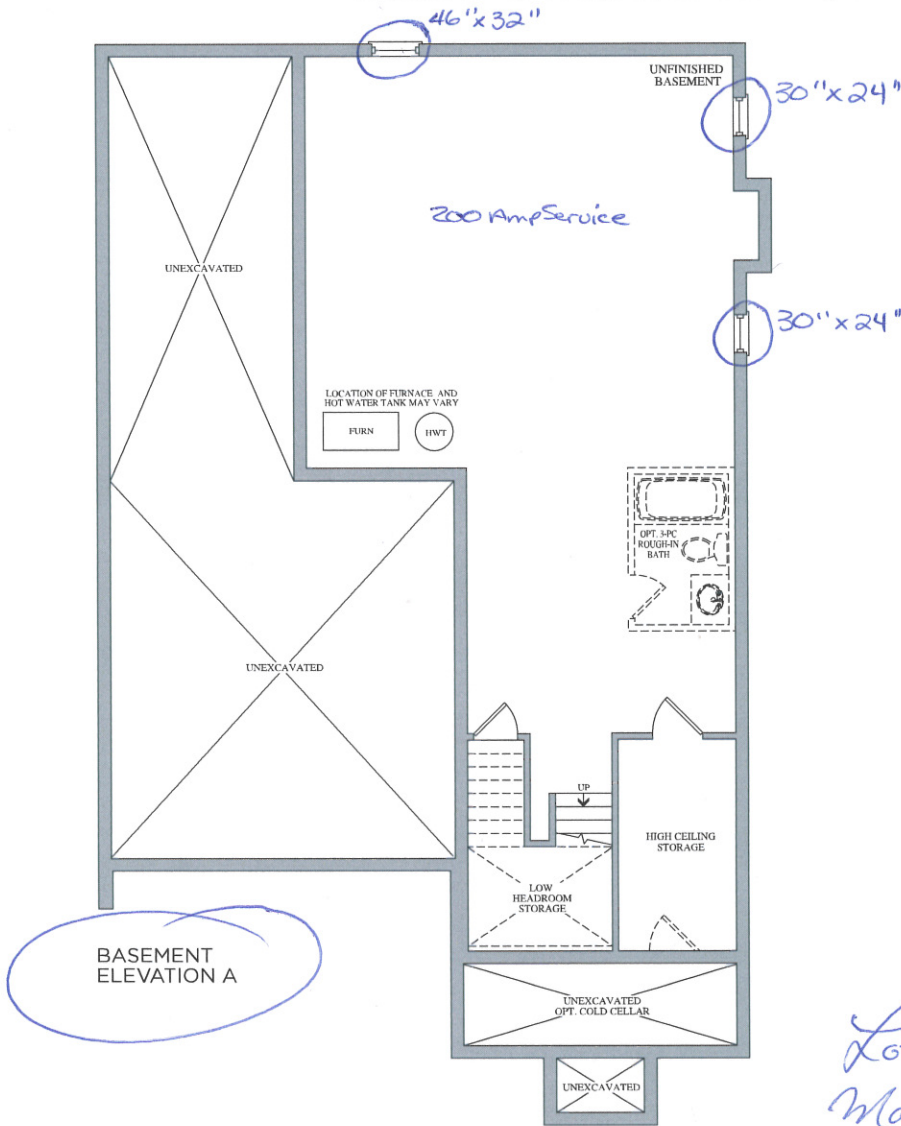 46"x32"
UNFINISHED
BASEMENT
30"x24"
200 Amp Service
UNEXCAVATED
30"x24"
LOCATION OF FURNACE AND
HOT WATER TANK MAY VARY
FURN
HWT
OPT. 3-PC
ROUGH-IN
BATH
UNEXCAVATED
UP
HIGH CEILING
STORAGE
LOW
HEADROOM
STORAGE
BASEMENT
ELEVATION A
UNEXCAVATED
OPT. COLD CELLAR
UNEXCAVATED